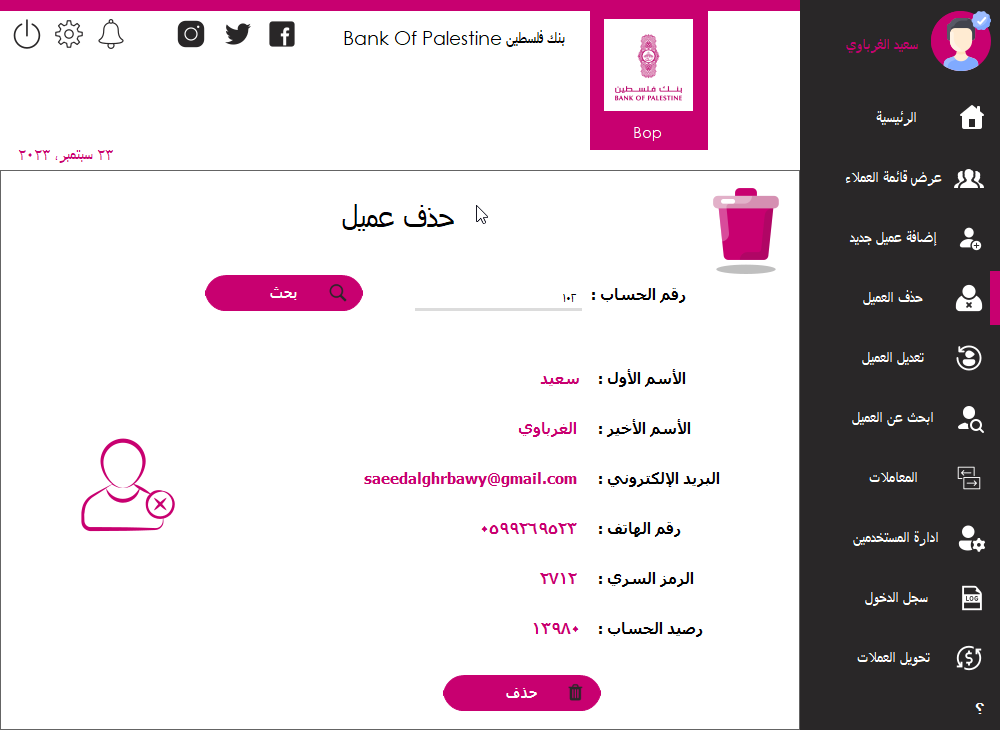 سعيد الغرباوي
بنك فلسطين Bank Of Palestine
بنك فلسطين
BANK OF PALESTINE
Bop
٢٣ سبتمبر، ٢٠٢٣
الرئيسية
عرض قائمة العملاء
إضافة عميل جديد
حذف العميل
تعديل العميل
ابحث عن العميل
المعاملات
ادارة المستخدمين
LOG
سجل الدخول
تحويل العملات
؟
حذف عميل
رقم الحساب : ١٠٢
بحث
الأسم الأول : سعيد
الأسم الأخير : الغرباوي
البريد الإلكتروني : saeedalghrbawy@gmail.com
رقم الهاتف : ٠٥٩٩٢٦٩٥٢٣
الرمز السري : ٢٧١٢
رصيد الحساب : ١٣٩٨٠
حذف